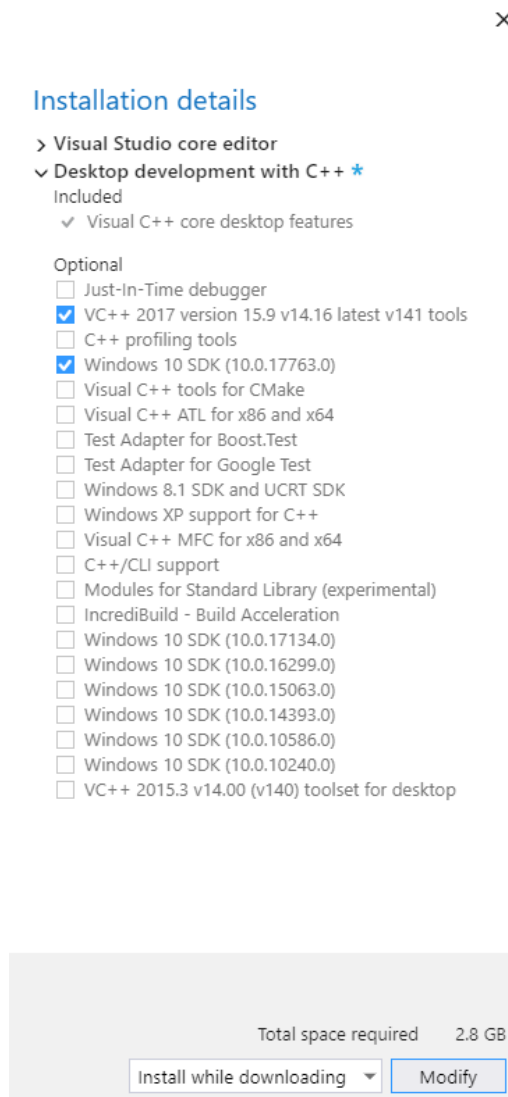 Installation details
Visual Studio core editor
Desktop development with C++ *
Included
Visual C++ core desktop features
Optional
Just-In-Time debugger
VC++ 2017 version 15.9 v14.16 latest v141 tools
C++ profiling tools
Windows 10 SDK (10.0.17763.0)
Visual C++ tools for CMake
Visual C++ ATL for x86 and x64
Test Adapter for Boost.Test
Test Adapter for Google Test
Windows 8.1 SDK and UCRT SDK
Windows XP support for C++
Visual C++ MFC for x86 and x64
C++/CLI support
Modules for Standard Library (experimental)
IncrediBuild - Build Acceleration
Windows 10 SDK (10.0.17134.0)
Windows 10 SDK (10.0.16299.0)
Windows 10 SDK (10.0.15063.0)
Windows 10 SDK (10.0.14393.0)
Windows 10 SDK (10.0.10586.0)
Windows 10 SDK (10.0.10240.0)
VC++ 2015.3 v14.00 (v140) toolset for desktop
Total space required 2.8 GB
Install while downloading Modify